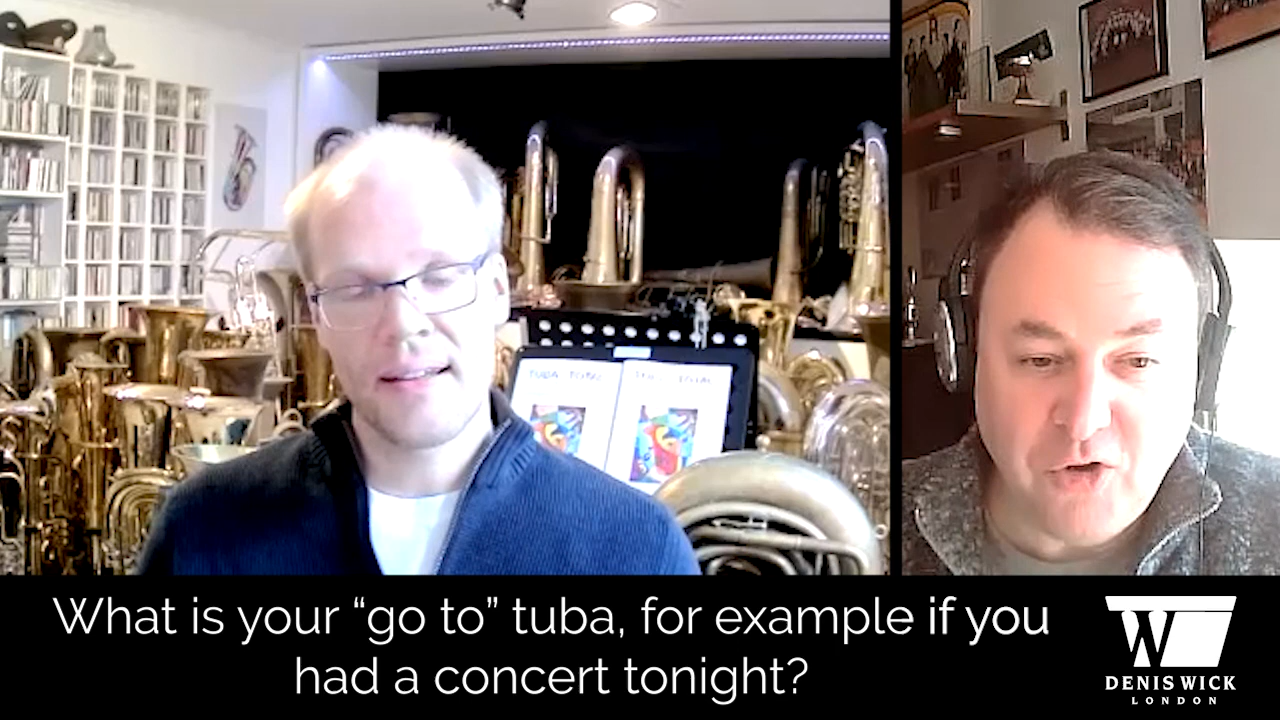 What is your “go to” tuba, for example if you
had a concert tonight?
DENIS WICK
LONDON